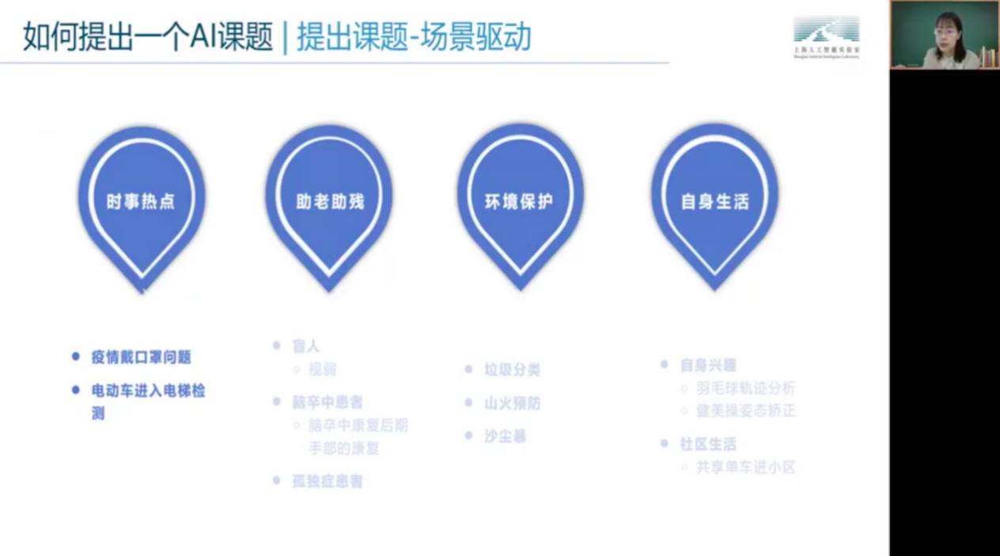 如何提出一个AI课题 | 提出课题-场景驱动
上海人工智能实验室
Shanghai Artificial Intelligence Laboratory
时事热点
助老助残
环境保护
自身生活
疫情戴口罩问题
电动车进入电梯检
测
盲人
视弱
脑卒中患者
脑卒中康复后期
手部的康复
孤独症患者
垃圾分类
山火预防
沙尘暴
自身兴趣
羽毛球轨迹分析
健美操姿态矫正
社区生活
共享单车进小区